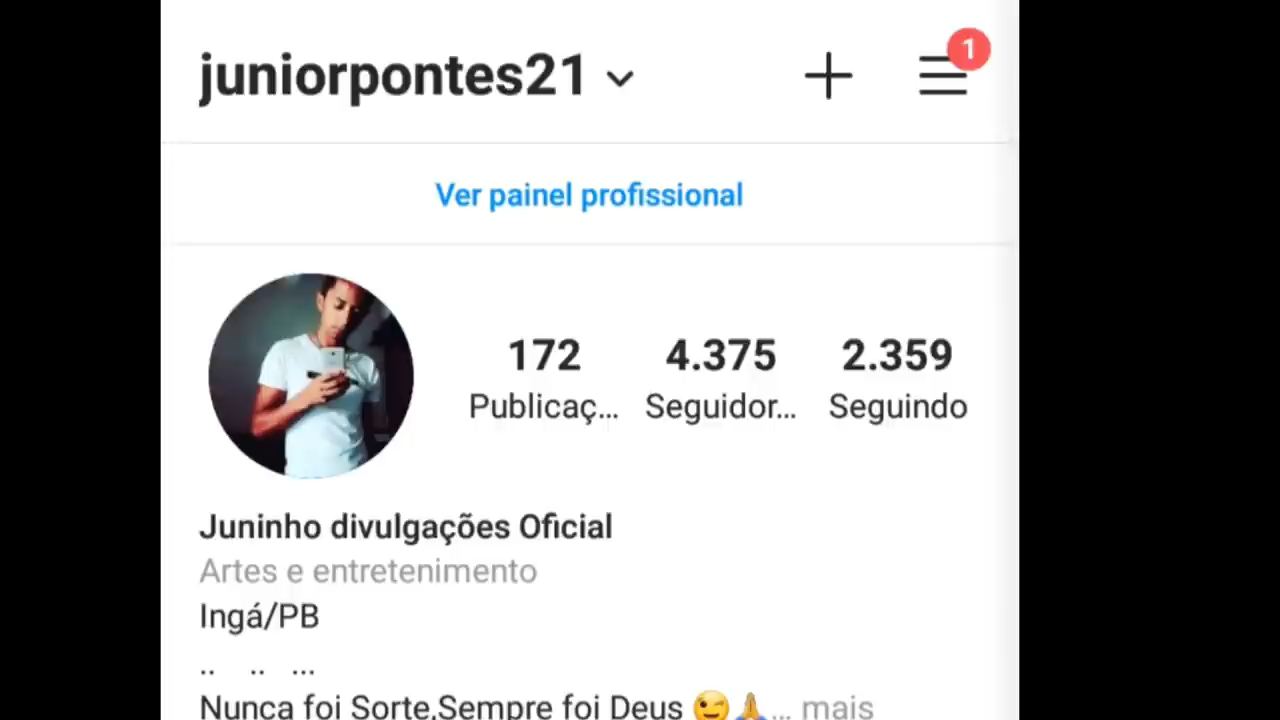 juniorpontes21
1
Ver painel profissional
172 4.375 2.359
Publicaç... Seguidor... Seguindo
Juninho divulgações Oficial
Artes e entretenimento
Ingá/PB
.. .. ...
Nunca foi Sorte,Sempre foi Deus 😉🙏... mais